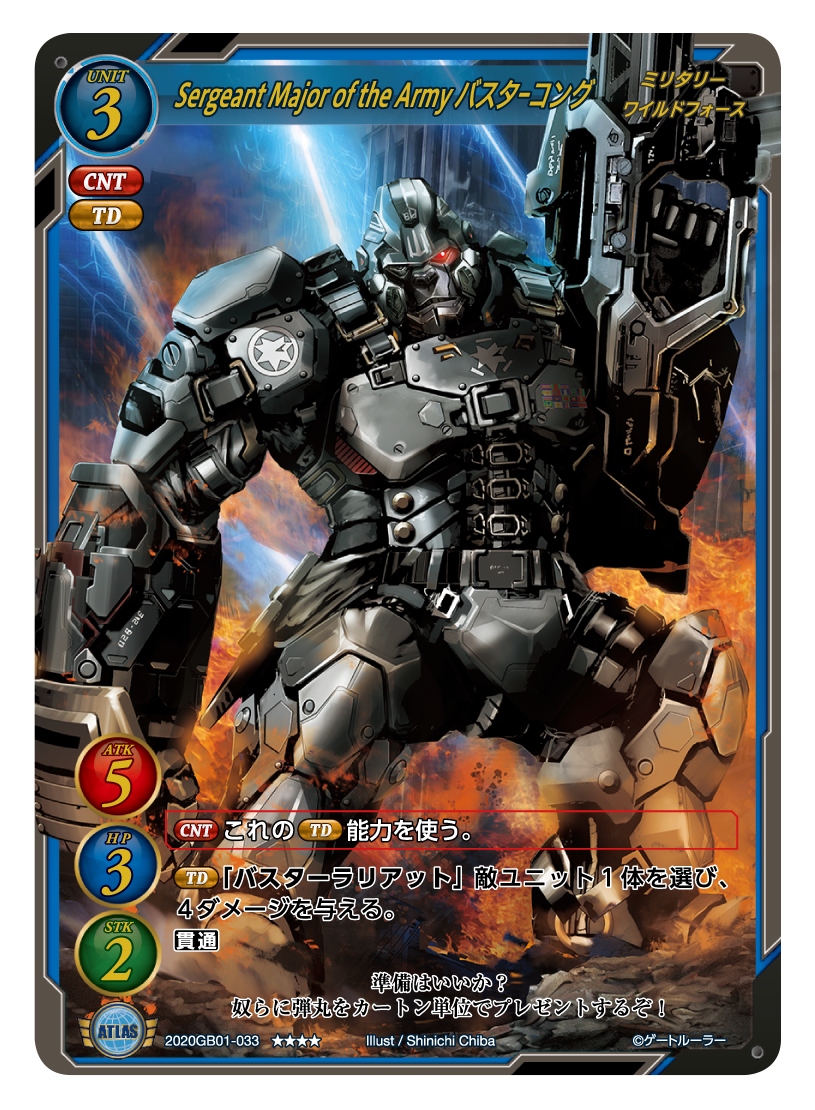 UNIT
3
Sergeant Major of the Army バスターコング
ミリタリー
ワイルドフォース
CNT
TD
028-SIE
ATK
5
HP
3
STK
2
CNT これの TD 能力を使う。
TD 「バスターラリアット」敵ユニット1体を選び、
4ダメージを与える。
貫通
準備はいいか?
奴らに弾丸をカートン単位でプレゼントするぞ!
ATLAS
2020GB01-033 ★★★★ Illust / Shinichi Chiba ©ゲートルーラー